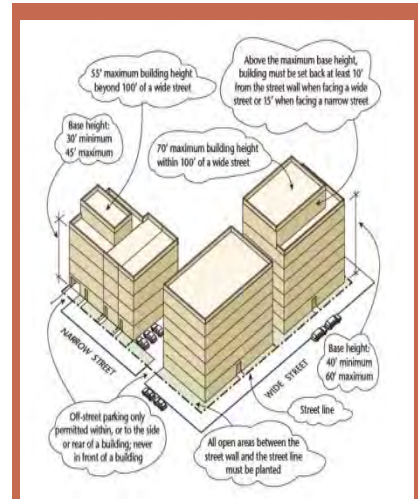 55' maximum building height
beyond 100' of a wide street
Above the maximum base height,
building must be set back at least 10'
from the street wall when facing a wide
street or 15' when facing a narrow street
Base height:
30' minimum
45' maximum
70' maximum building height
within 100' of a wide street
NARROW STREET
WIDE STREET
Base height:
40' minimum
60' maximum
Street line
Off-street parking only
permitted within, or to the side
or rear of a building; never
in front of a building
All open areas between the
street wall and the street line
must be planted